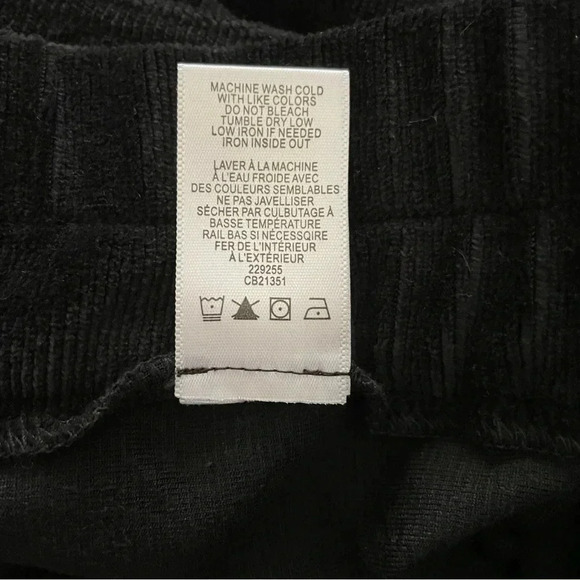 MACHINE WASH COLD
WITH LIKE COLORS
DO NOT BLEACH
TUMBLE DRY LOW
LOW IRON IF NEEDED
IRON INSIDE OUT
LAVER À LA MACHINE
À L'EAU FROIDE AVEC
DES COULEURS SEMBLABLES
NE PAS JAVELLISER
SÉCHER PAR CULBUTAGE À
BASSE TEMPÉRATURE
RAIL BAS SI NÉCESSQIRE
FER DE L'INTÉRIEUR
À L'EXTÉRIEUR
229255
CB21351